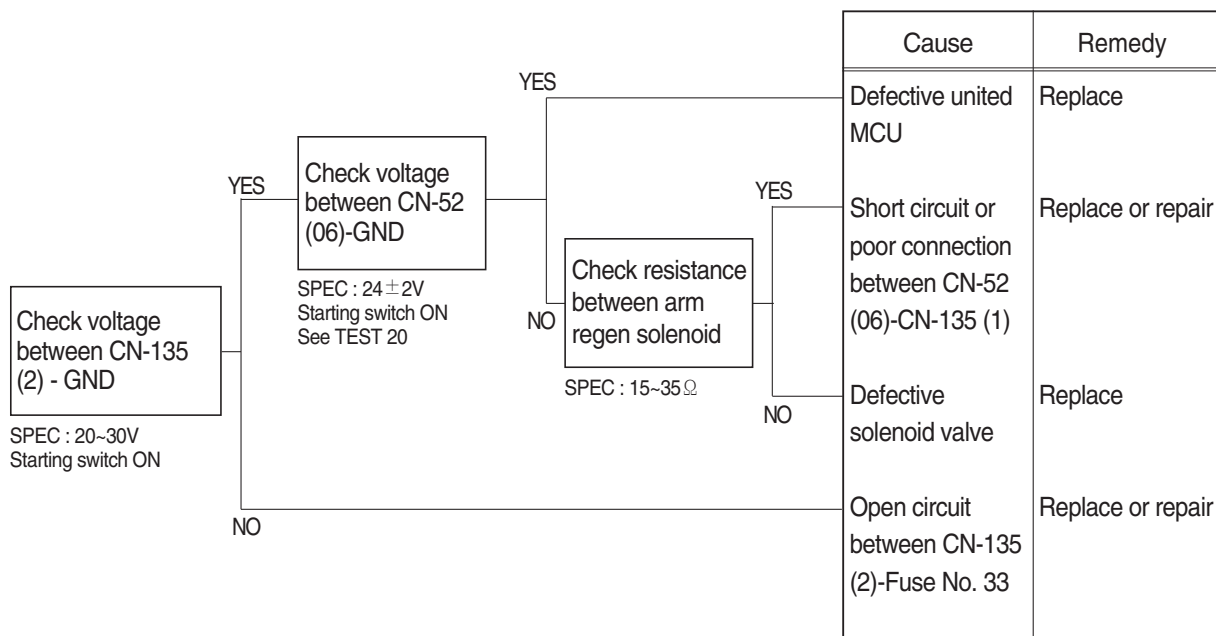 Cause
Remedy
YES
Defective united
MCU
Replace
YES
Check voltage
between CN-52
(06)-GND
SPEC : 24±2V
Starting switch ON
See TEST 20
YES
Short circuit or
poor connection
between CN-52
(06)-CN-135 (1)
Replace or repair
NO
Check resistance
between arm
regen solenoid
SPEC : 15~35Ω
Check voltage
between CN-135
(2) - GND
SPEC : 20~30V
Starting switch ON
NO
Defective
solenoid valve
Replace
NO
Open circuit
between CN-135
(2)-Fuse No. 33
Replace or repair